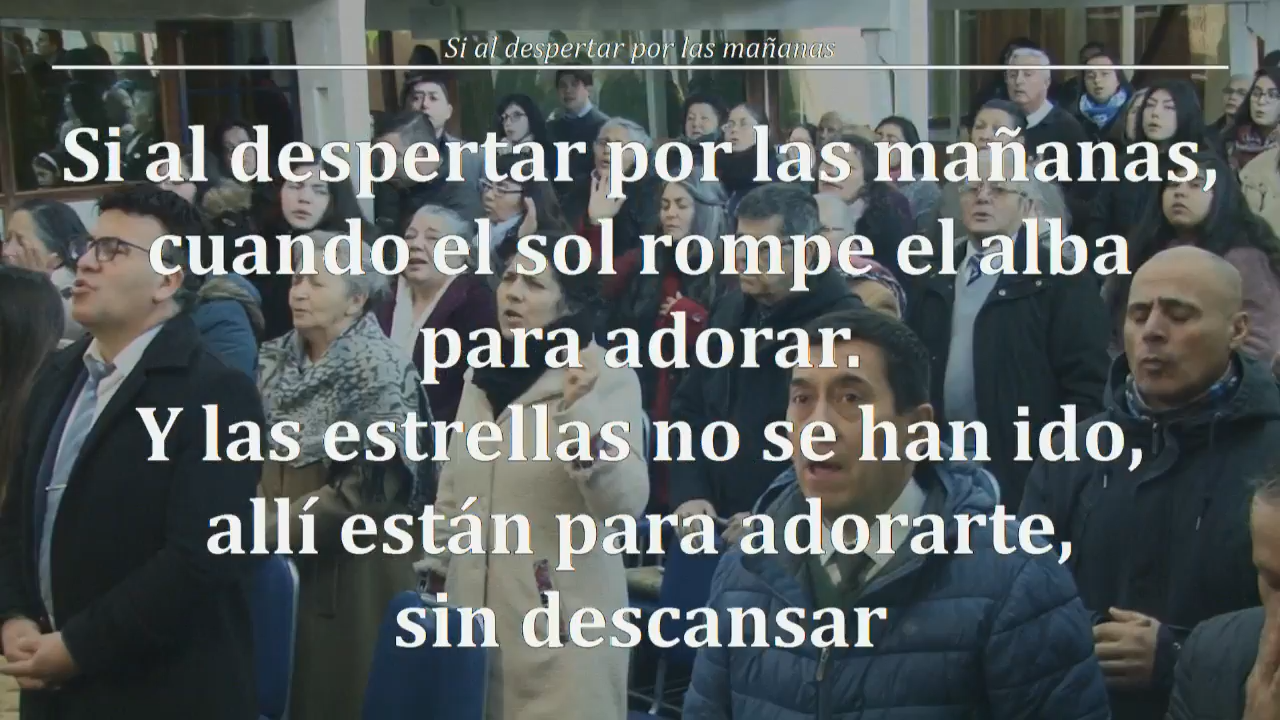 Si al despertar por las mañanas
Si al despertar por las mañanas,
cuando el sol rompe el alba
para adorar.
Y las estrellas no se han ido,
allí están para adorarte,
sin descansar